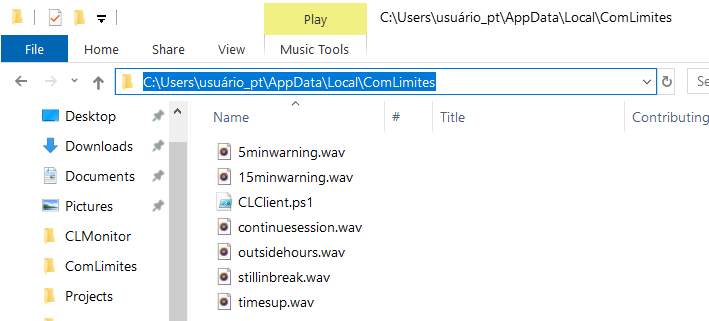 Play
C:\Users\usuário_pt\AppData\Local\ComLimites
File
Home
Share
View
Music Tools
C:\Users\usuário_pt\AppData\Local\ComLimites
Se
Desktop
Downloads
Documents
Pictures
CLMonitor
ComLimites
Projects
Name
#
Title
Contributing
5minwarning.wav
15minwarning.wav
CLClient.ps1
continuesession.wav
outsidehours.wav
stillinbreak.wav
timesup.wav